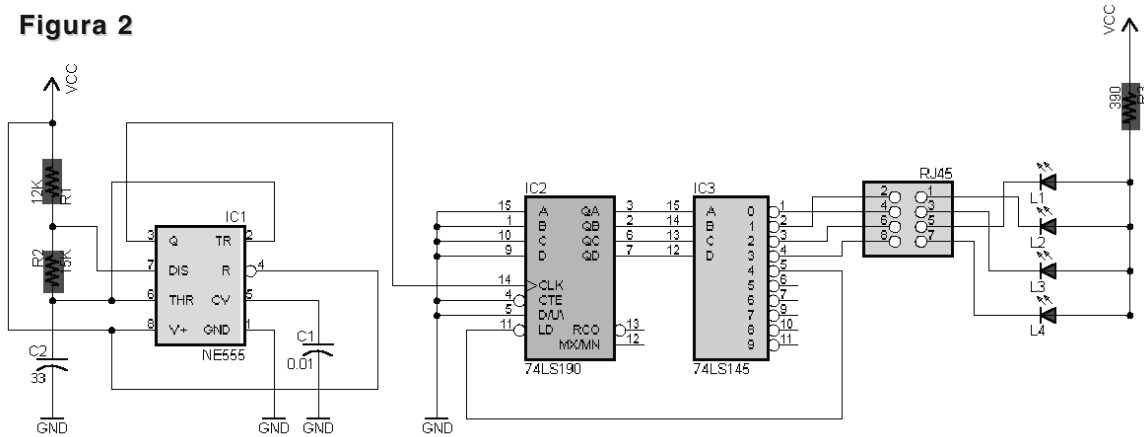 Figura 2
VCC
12K
R1
R2
15K
C2
33
GND
IC1
3 Q TR 2
7 DIS R 4
6 THR CV 5
8 V+ GND 1
NE555
GND
C1
0.01
GND
GND
IC2
15 A QA 3
1 B QB 2
10 C QC 6
9 D QD 7
14 CLK
4 CTE
5 D/U\
11 LD RCO 13
MX/MN 12
74LS190
IC3
15 A 0 1
14 B 1 2
13 C 2 3
12 D 3 4
4 5
5 6
6 7
7 9
8 10
9 11
74LS145
RJ45
2 1
4 3
6 5
8 7
L1
L2
L3
L4
VCC
390